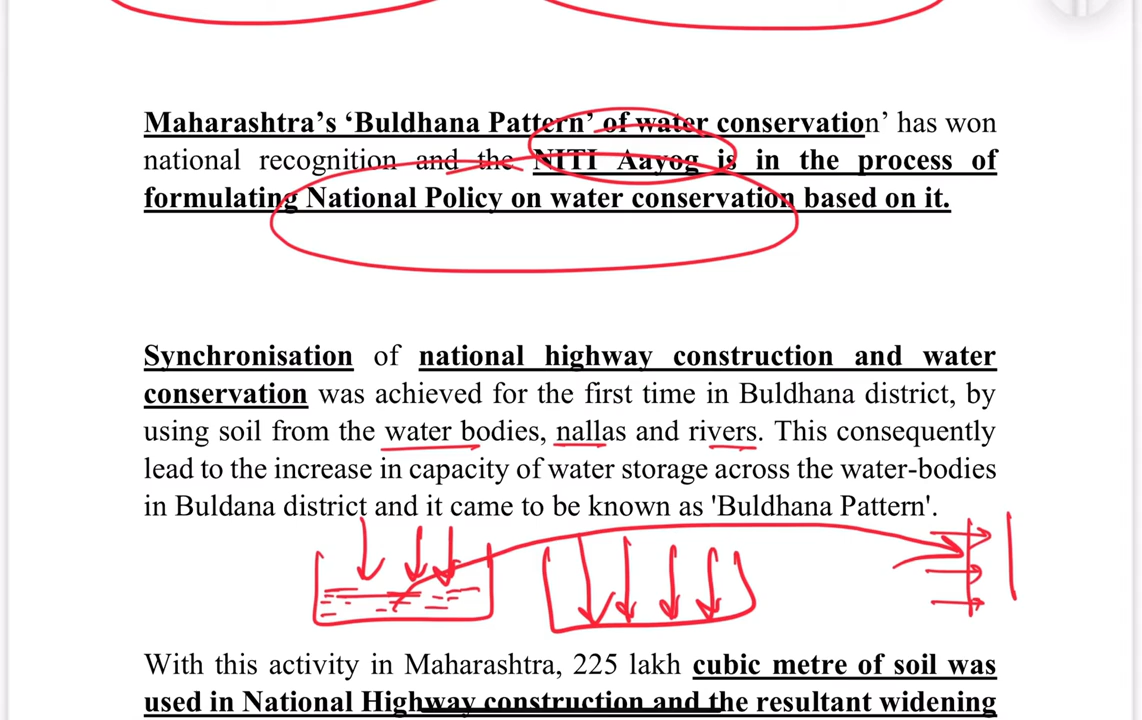 Maharashtra’s ‘Buldhana Pattern’ of water conservation’ has won
national recognition and the NITI Aayog is in the process of
formulating National Policy on water conservation based on it.
Synchronisation of national highway construction and water
conservation was achieved for the first time in Buldhana district, by
using soil from the water bodies, nallas and rivers. This consequently
lead to the increase in capacity of water storage across the water-bodies
in Buldana district and it came to be known as 'Buldhana Pattern'.
With this activity in Maharashtra, 225 lakh cubic metre of soil was
used in National Highway construction and the resultant widening